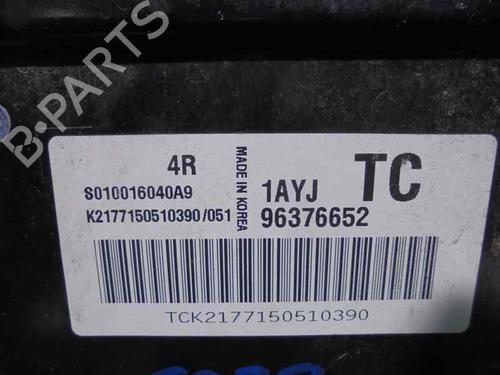 B-PARTS
4R
S010016040A9
K2177150510390/051
MADE IN KOREA
1AYJ
TC
96376652
TCK2177150510390